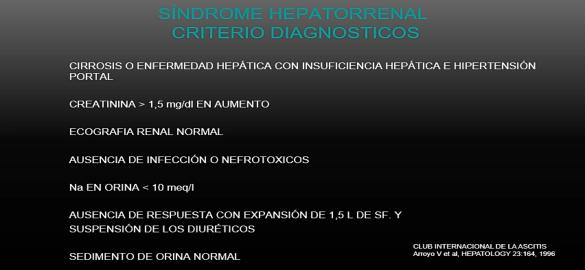 SÍNDROME HEPATORRENAL
CRITERIO DIAGNOSTICOS
CIRROSIS O ENFERMEDAD HEPÁTICA CON INSUFICIENCIA HEPÁTICA E HIPERTENSIÓN
PORTAL
CREATININA > 1,5 mg/dl EN AUMENTO
ECOGRAFIA RENAL NORMAL
AUSENCIA DE INFECCIÓN O NEFROTOXICOS
Na EN ORINA < 10 meq/l
AUSENCIA DE RESPUESTA CON EXPANSIÓN DE 1,5 L DE SF. Y
SUSPENSIÓN DE LOS DIURÉTICOS
SEDIMENTO DE ORINA NORMAL
CLUB INTERNACIONAL DE LA ASCITIS
Arroyo V et al, HEPATOLOGY 23:164, 1996